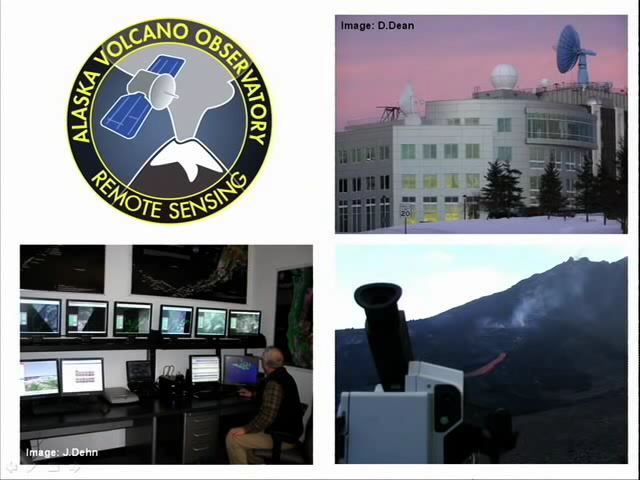 ALASKA VOLCANO OBSERVATORY
REMOTE SENSING
Image: D.Dean
20
Image: J.Dehn